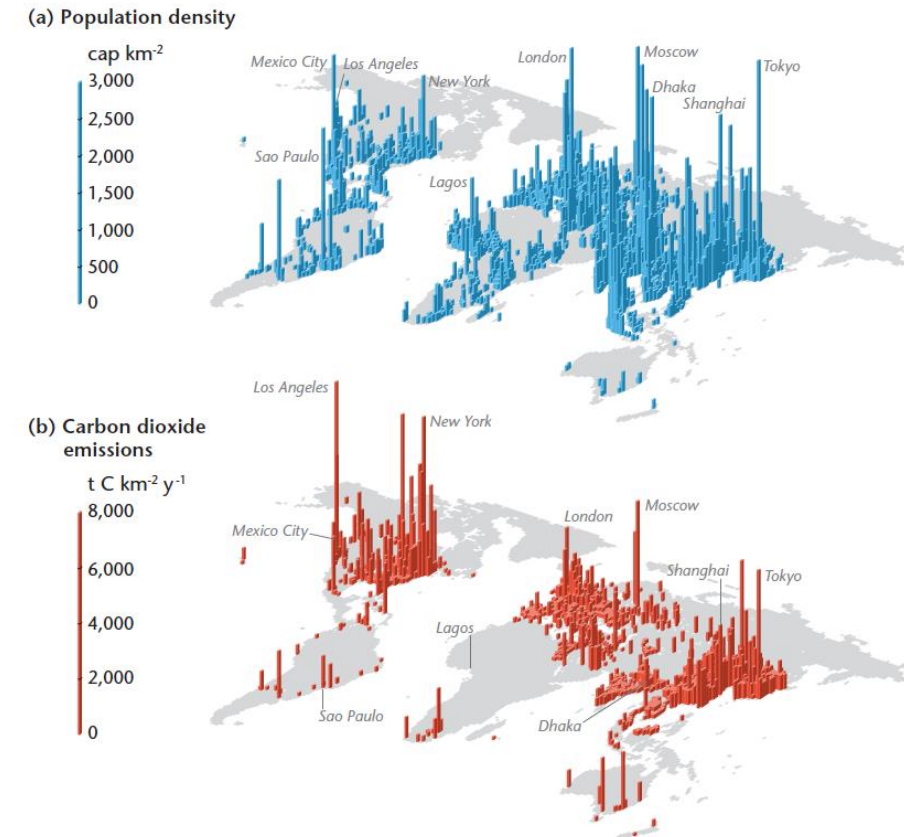 (a) Population density
cap km-2
3,000
2,500
2,000
1,500
1,000
500
0
Mexico City
Los Angeles
New York
Sao Paulo
Lagos
London
Moscow
Dhaka
Shanghai
Tokyo
(b) Carbon dioxide
emissions
t C km-2 y-1
8,000
6,000
4,000
2,000
0
Los Angeles
New York
Mexico City
London
Moscow
Shanghai
Tokyo
Lagos
Sao Paulo
Dhaka